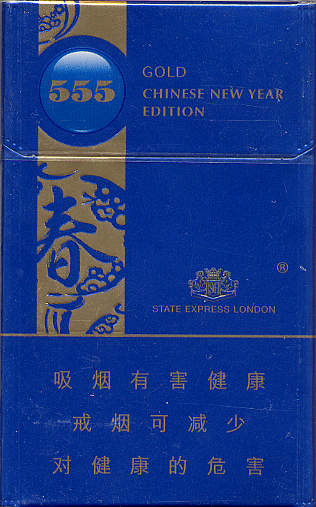 555
GOLD
CHINESE NEW YEAR
EDITION
春
®
STATE EXPRESS LONDON
吸烟有害健康
戒烟可减少
对健康的危害